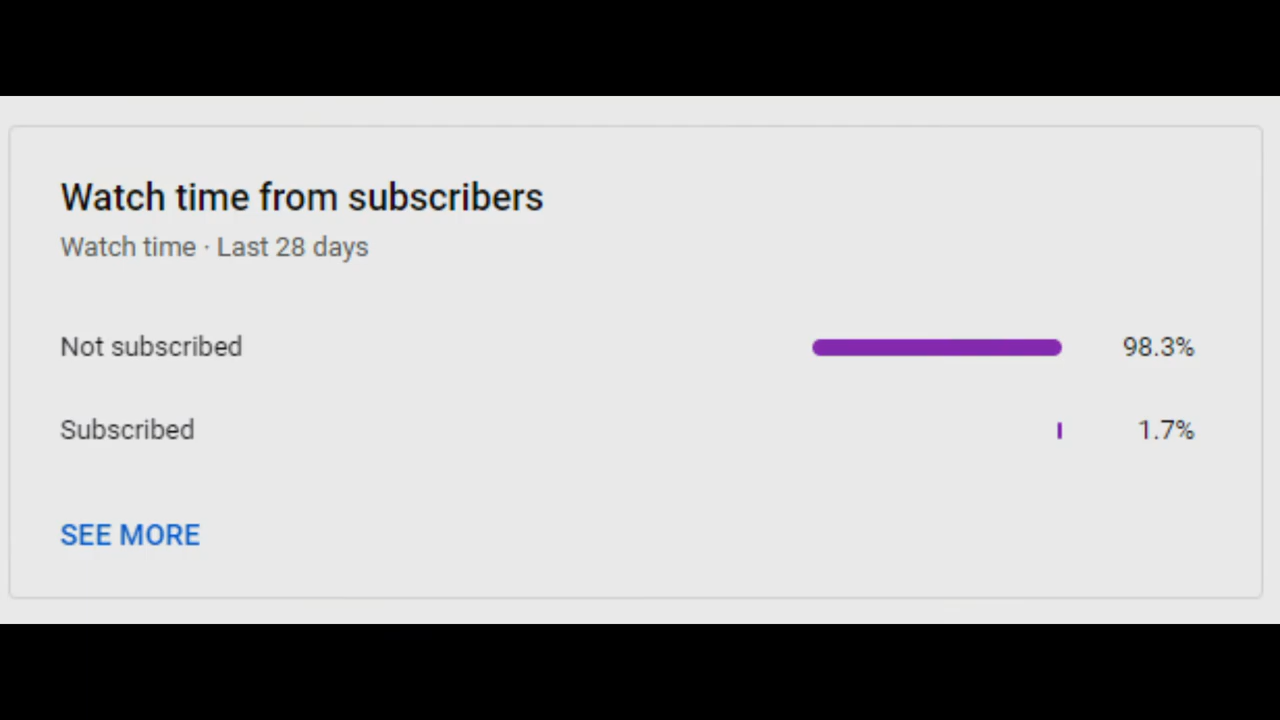 Watch time from subscribers
Watch time · Last 28 days
Not subscribed 98.3%
Subscribed 1.7%
SEE MORE